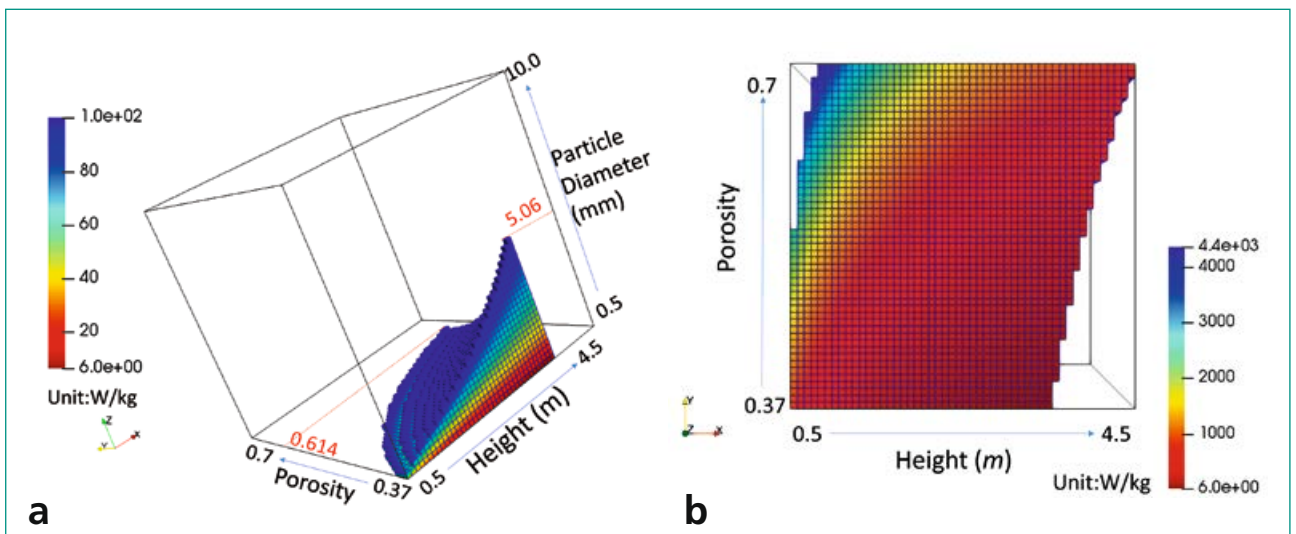 1.0e+02
80
60
40
20
6.0e+00
Unit:W/kg
Z
Y
X
10.0
Particle
Diameter
(mm)
5.06
0.5
4.5
Height (m)
0.5
0.37
Porosity
0.614
0.7
a
0.7
Porosity
0.37
0.5
4.5
Height (m)
Y
Z
X
4.4e+03
4000
3000
2000
1000
6.0e+00
Unit:W/kg
b